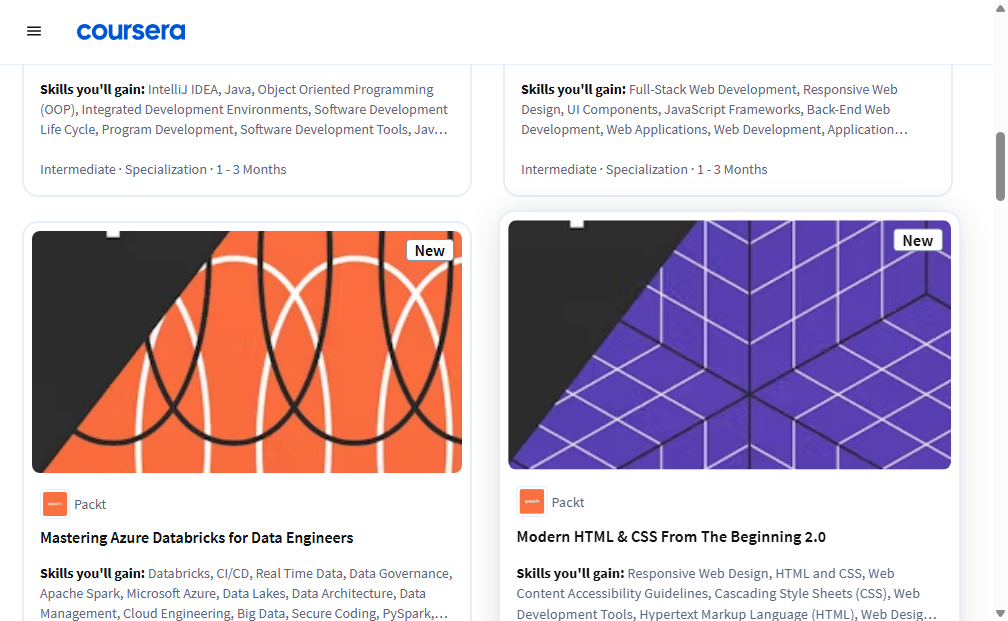 coursera
Skills you'll gain: IntelliJ IDEA, Java, Object Oriented Programming
(OOP), Integrated Development Environments, Software Development
Life Cycle, Program Development, Software Development Tools, Jav…
Intermediate · Specialization · 1 - 3 Months
Skills you'll gain: Full-Stack Web Development, Responsive Web
Design, UI Components, JavaScript Frameworks, Back-End Web
Development, Web Applications, Web Development, Application…
Intermediate · Specialization · 1 - 3 Months
New
Packt
Mastering Azure Databricks for Data Engineers
Skills you'll gain: Databricks, CI/CD, Real Time Data, Data Governance,
Apache Spark, Microsoft Azure, Data Lakes, Data Architecture, Data
Management, Cloud Engineering, Big Data, Secure Coding, PySpark,…
New
Packt
Modern HTML & CSS From The Beginning 2.0
Skills you'll gain: Responsive Web Design, HTML and CSS, Web
Content Accessibility Guidelines, Cascading Style Sheets (CSS), Web
Development Tools, Hypertext Markup Language (HTML), Web Desig…